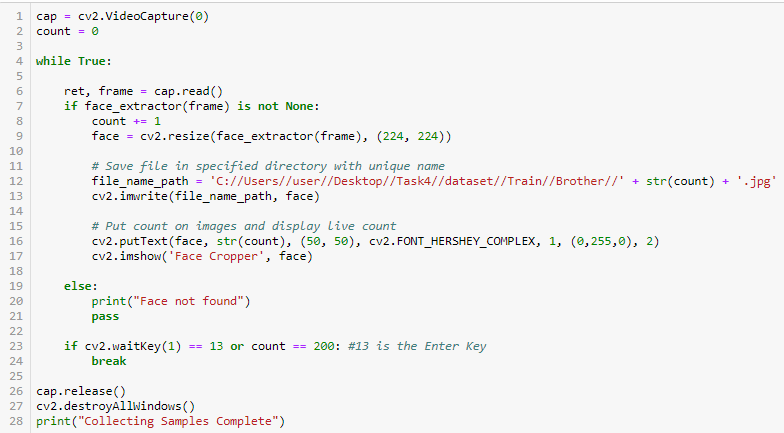 1 cap = cv2.VideoCapture(0)
2 count = 0
3
4 while True:
5
6     ret, frame = cap.read()
7     if face_extractor(frame) is not None:
8         count += 1
9         face = cv2.resize(face_extractor(frame), (224, 224))
10
11         # Save file in specified directory with unique name
12         file_name_path = 'C://Users//user//Desktop//Task4//dataset//Train//Brother//' + str(count) + '.jpg'
13         cv2.imwrite(file_name_path, face)
14
15         # Put count on images and display live count
16         cv2.putText(face, str(count), (50, 50), cv2.FONT_HERSHEY_COMPLEX, 1, (0,255,0), 2)
17         cv2.imshow('Face Cropper', face)
18
19     else:
20         print("Face not found")
21         pass
22
23     if cv2.waitKey(1) == 13 or count == 200: #13 is the Enter Key
24         break
25
26 cap.release()
27 cv2.destroyAllWindows()
28 print("Collecting Samples Complete")